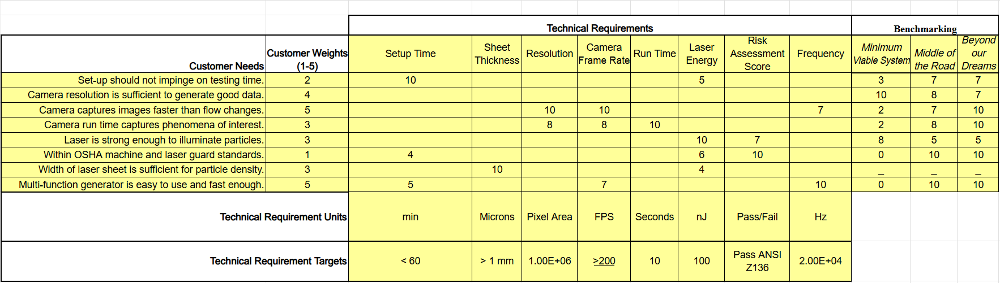 Technical Requirements Benchmarking
Customer Needs Customer Weights (1-5) Setup Time Sheet Thickness Resolution Camera Frame Rate Run Time Laser Energy Risk Assessment Score Frequency Minimum Viable System Middle of the Road Beyond our Dreams
Set-up should not impinge on testing time. 2 10 5 3 7 7
Camera resolution is sufficient to generate good data. 4 10 8 7
Camera captures images faster than flow changes. 5 10 10 7 2 7 10
Camera run time captures phenomena of interest. 3 8 8 10 2 8 10
Laser is strong enough to illuminate particles. 3 10 7 8 5 5
Within OSHA machine and laser guard standards. 1 4 6 10 0 10 10
Width of laser sheet is sufficient for particle density. 3 10 4 _ _ _
Multi-function generator is easy to use and fast enough. 5 5 7 10 0 10 10
Technical Requirement Units min Microns Pixel Area FPS Seconds nJ Pass/Fail Hz
Technical Requirement Targets < 60 > 1 mm 1.00E+06 >200 10 100 Pass ANSI Z136 2.00E+04